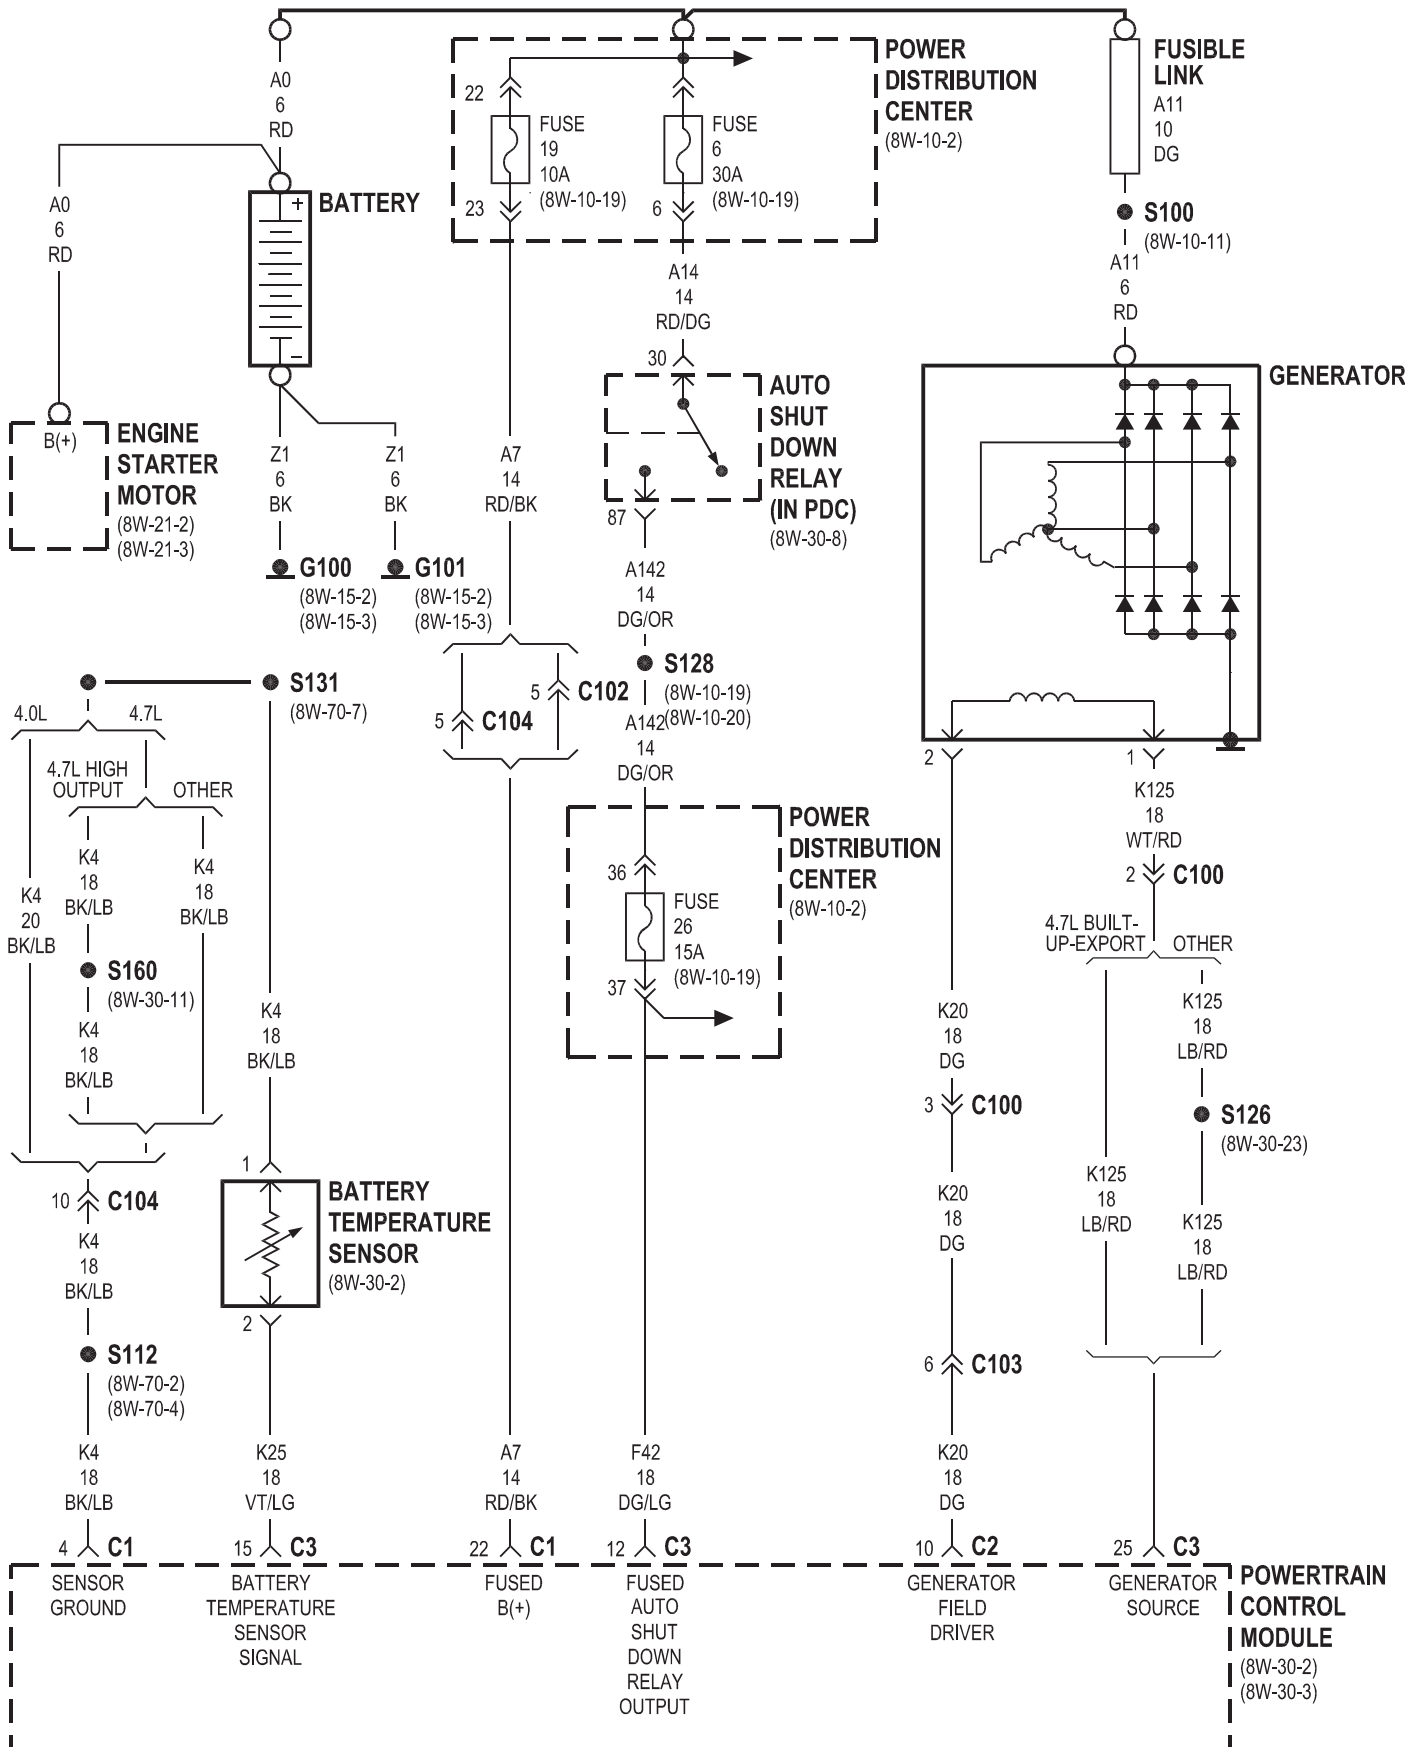 A0
6
RD
A0
6
RD
+
BATTERY
−
B(+)
ENGINE
STARTER
MOTOR
(8W-21-2)
(8W-21-3)
Z1
6
BK
Z1
6
BK
G100
(8W-15-2)
(8W-15-3)
G101
(8W-15-2)
(8W-15-3)
22
FUSE
19
10A
(8W-10-19)
23
FUSE
6
30A
(8W-10-19)
6
POWER
DISTRIBUTION
CENTER
(8W-10-2)
FUSIBLE
LINK
A11
10
DG
S100
(8W-10-11)
A11
6
RD
GENERATOR
A14
14
RD/DG
30
AUTO
SHUT
DOWN
RELAY
(IN PDC)
(8W-30-8)
87
A7
14
RD/BK
A142
14
DG/OR
S128
(8W-10-19)
(8W-10-20)
A142
14
DG/OR
5
C104
5
C102
S131
(8W-70-7)
4.0L
4.7L
4.7L HIGH
OUTPUT
OTHER
K4
20
BK/LB
K4
18
BK/LB
K4
18
BK/LB
S160
(8W-30-11)
K4
18
BK/LB
K4
18
BK/LB
10
C104
K4
18
BK/LB
S112
(8W-70-2)
(8W-70-4)
K4
18
BK/LB
1
BATTERY
TEMPERATURE
SENSOR
(8W-30-2)
2
K25
18
VT/LG
A7
14
RD/BK
POWER
DISTRIBUTION
CENTER
(8W-10-2)
36
FUSE
26
15A
(8W-10-19)
37
F42
18
DG/LG
2
1
K125
18
WT/RD
2
C100
4.7L BUILT-
UP-EXPORT
OTHER
K20
18
DG
3
C100
K20
18
DG
6
C103
K20
18
DG
K125
18
LB/RD
S126
(8W-30-23)
K125
18
LB/RD
K125
18
LB/RD
4
C1
15
C3
22
C1
12
C3
10
C2
25
C3
SENSOR
GROUND
BATTERY
TEMPERATURE
SENSOR
SIGNAL
FUSED
B(+)
FUSED
AUTO
SHUT
DOWN
RELAY
OUTPUT
GENERATOR
FIELD
DRIVER
GENERATOR
SOURCE
POWERTRAIN
CONTROL
MODULE
(8W-30-2)
(8W-30-3)